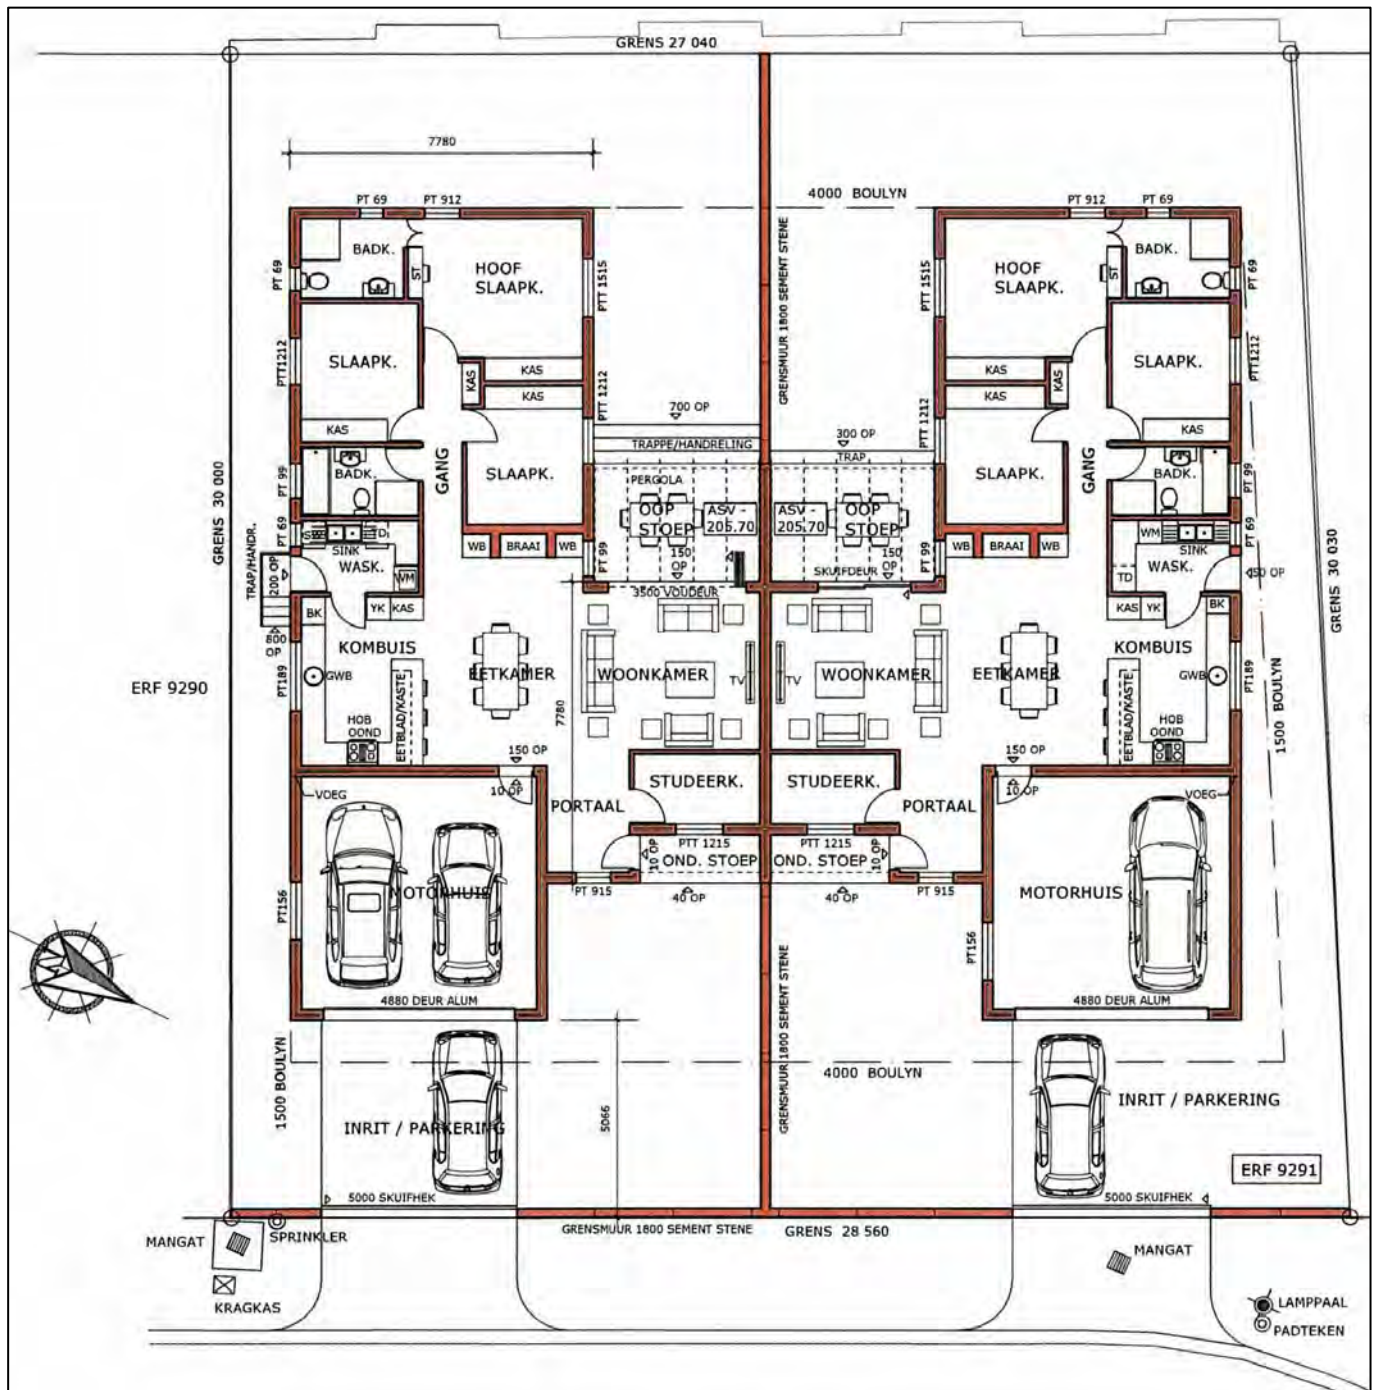 GRENS 27 040
7780
4000 BOULYN
PT 69
PT 912
PT 912
PT 69
BADK.
HOOF
SLAAPK.
ST
PT 69
PTT 1515
GRENSMUUR 1800 SEMENT STENE
PTT 1515
HOOF
SLAAPK.
ST
BADK.
PT 69
PTT1212
SLAAPK.
KAS
KAS
KAS
KAS
PTT 1212
700 OP
TRAPPE/HANDRELING
300 OP
TRAP
PTT 1212
KAS
KAS
KAS
SLAAPK.
KAS
PTT1212
GRENS 30 000
PT 99
BADK.
GANG
SLAAPK.
PERGOLA
OOP
STOEP
ASV -
205.70
ASV -
205.70
OOP
STOEP
SLAAPK.
GANG
BADK.
PT 99
TRAP/HANDR.
200 OP
PT 69
SINK
WASK.
WM
WB
BRAAI
WB
PT 99
150
OP
3500 VOUDEUR
SKUIFDEUR
150
OP
PT 99
WB
BRAAI
WB
WM
SINK
TD
WASK.
PT 69
GRENS 30 030
800
OP
BK
YK
KAS
KAS
YK
BK
KOMBUIS
KOMBUIS
ERF 9290
PT189
GWB
EETBLAD/KASTE
EETKAMER
WOONKAMER
TV
TV
WOONKAMER
EETKAMER
EETBLAD/KASTE
GWB
PT189
7780
HOB
OOND
HOB
OOND
1500 BOULYN
150 OP
150 OP
10 OP
10 OP
VOEG
VOEG
STUDEERK.
STUDEERK.
PORTAAL
PORTAAL
PTT 1215
PTT 1215
10 OP
OND. STOEP
OND. STOEP
10 OP
PT 915
40 OP
40 OP
PT 915
PT156
MOTORHUIS
MOTORHUIS
PT156
GRENSMUUR 1800 SEMENT STENE
4880 DEUR ALUM
4880 DEUR ALUM
1500 BOULYN
4000 BOULYN
5066
INRIT / PARKERING
INRIT / PARKERING
ERF 9291
5000 SKUIFHEK
5000 SKUIFHEK
GRENSMUUR 1800 SEMENT STENE
GRENS 28 560
MANGAT
SPRINKLER
MANGAT
KRAGKAS
LAMPPAAL
PADTEKEN